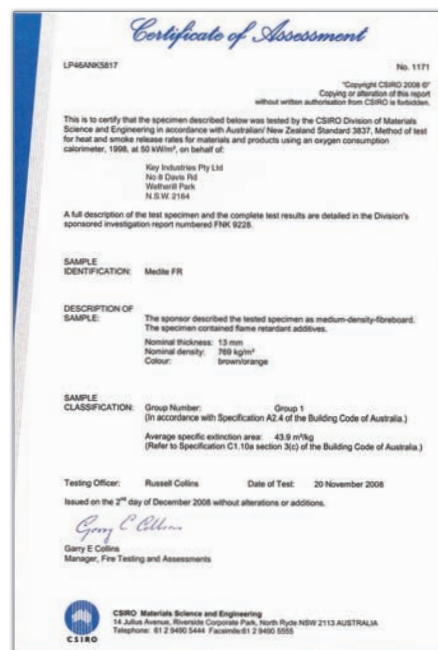 Certificate of Assessment
LP46ANK5817
No. 1171
"Copyright CSIRO 2008 ©"
Copying or alteration of this report
without written authorisation from CSIRO is forbidden.
This is to certify that the specimen described below was tested by the CSIRO Division of Materials
Science and Engineering in accordance with Australian/ New Zealand Standard 3837, Method of test
for heat and smoke release rates for materials and products using an oxygen consumption
calorimeter, 1998, at 50 kW/m², on behalf of:
Key Industries Pty Ltd
No 8 Davis Rd
Wetherill Park
N.S.W. 2164
A full description of the test specimen and the complete test results are detailed in the Division's
sponsored investigation report numbered FNK 9228.
SAMPLE
IDENTIFICATION: Medite FR
DESCRIPTION OF
SAMPLE: The sponsor described the tested specimen as medium-density-fibreboard.
The specimen contained flame retardant additives.
Nominal thickness: 13 mm
Nominal density: 769 kg/m³
Colour: brown/orange
SAMPLE
CLASSIFICATION: Group Number: Group 1
(In accordance with Specification A2.4 of the Building Code of Australia.)
Average specific extinction area: 43.9 m²/kg
(Refer to Specification C1.10a section 3(c) of the Building Code of Australia.)
Testing Officer: Russell Collins Date of Test: 20 November 2008
Issued on the 2nd day of December 2008 without alterations or additions.
Garry E Collins
Garry E Collins
Manager, Fire Testing and Assessments
CSIRO
CSIRO Materials Science and Engineering
14 Julius Avenue, Riverside Corporate Park, North Ryde NSW 2113 AUSTRALIA
Telephone: 61 2 9490 5444 Facsimile:61 2 9490 5555